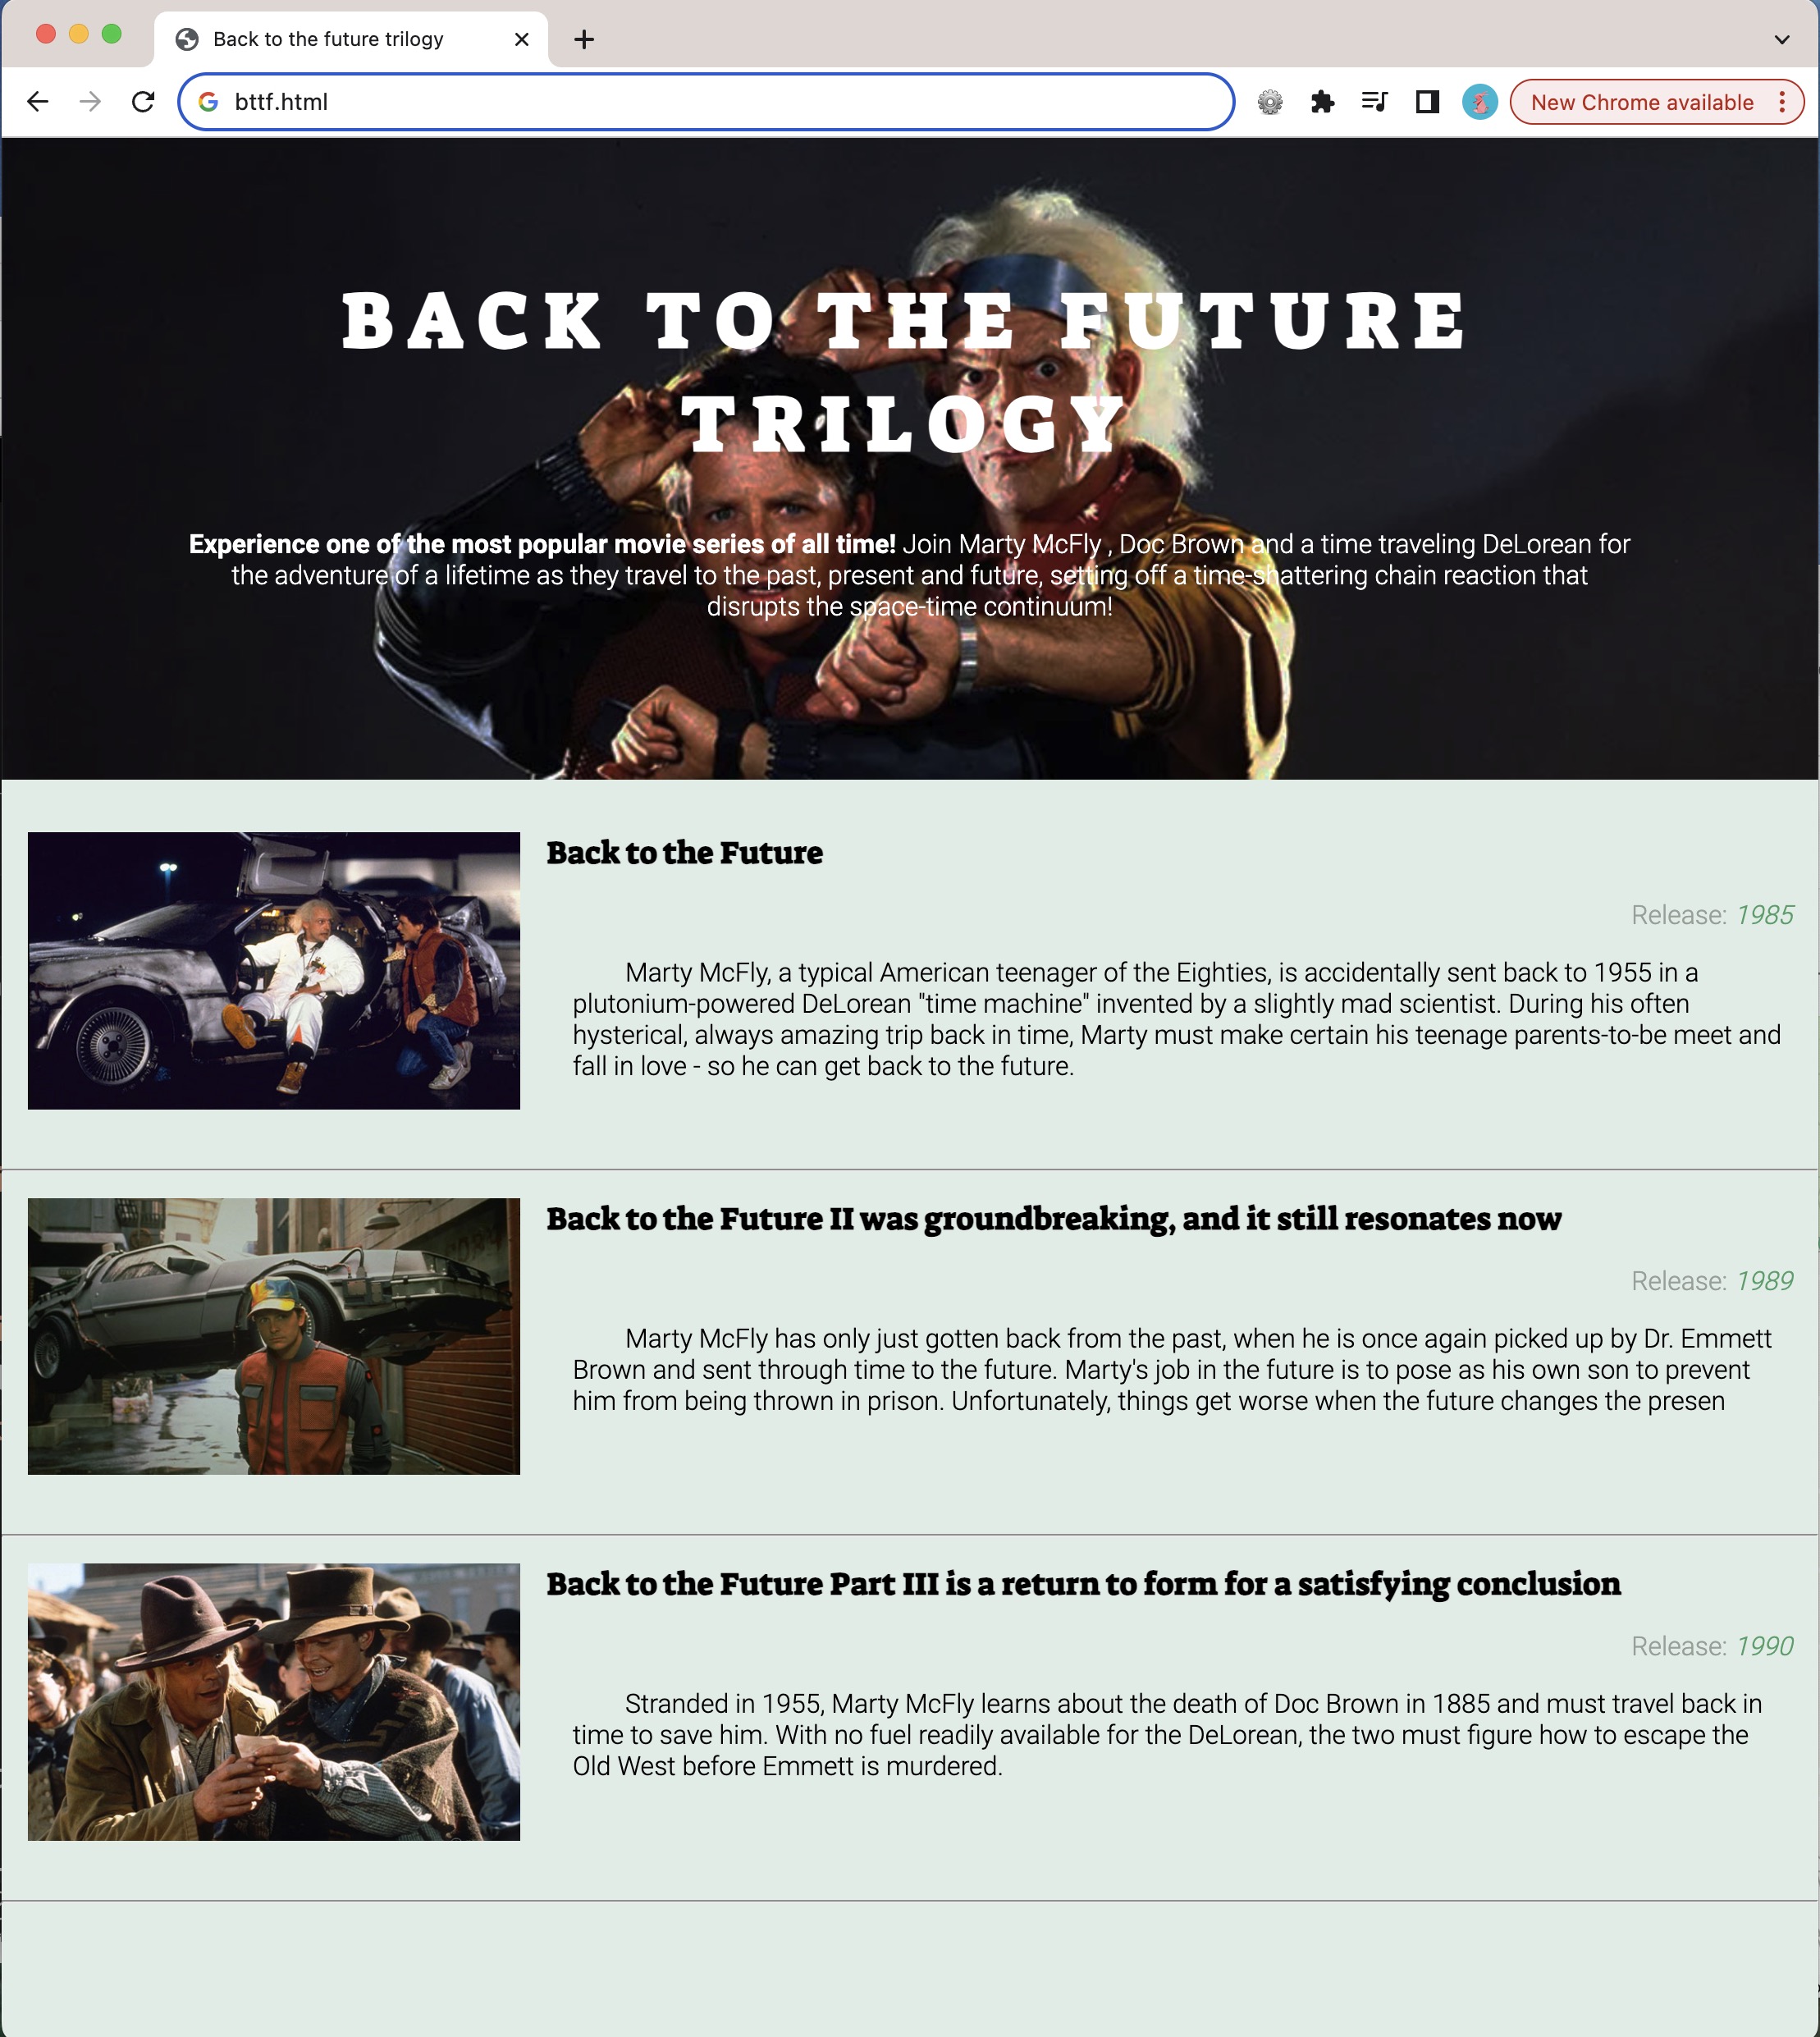 Back to the future trilogy
bttf.html
New Chrome available
BACK TO THE FUTURE
TRILOGY
Experience one of the most popular movie series of all time! Join Marty McFly , Doc Brown and a time traveling DeLorean for
the adventure of a lifetime as they travel to the past, present and future, setting off a time-shattering chain reaction that
disrupts the space-time continuum!
Back to the Future
Release: 1985
Marty McFly, a typical American teenager of the Eighties, is accidentally sent back to 1955 in a
plutonium-powered DeLorean "time machine" invented by a slightly mad scientist. During his often
hysterical, always amazing trip back in time, Marty must make certain his teenage parents-to-be meet and
fall in love - so he can get back to the future.
Back to the Future II was groundbreaking, and it still resonates now
Release: 1989
Marty McFly has only just gotten back from the past, when he is once again picked up by Dr. Emmett
Brown and sent through time to the future. Marty's job in the future is to pose as his own son to prevent
him from being thrown in prison. Unfortunately, things get worse when the future changes the presen
Back to the Future Part III is a return to form for a satisfying conclusion
Release: 1990
Stranded in 1955, Marty McFly learns about the death of Doc Brown in 1885 and must travel back in
time to save him. With no fuel readily available for the DeLorean, the two must figure how to escape the
Old West before Emmett is murdered.